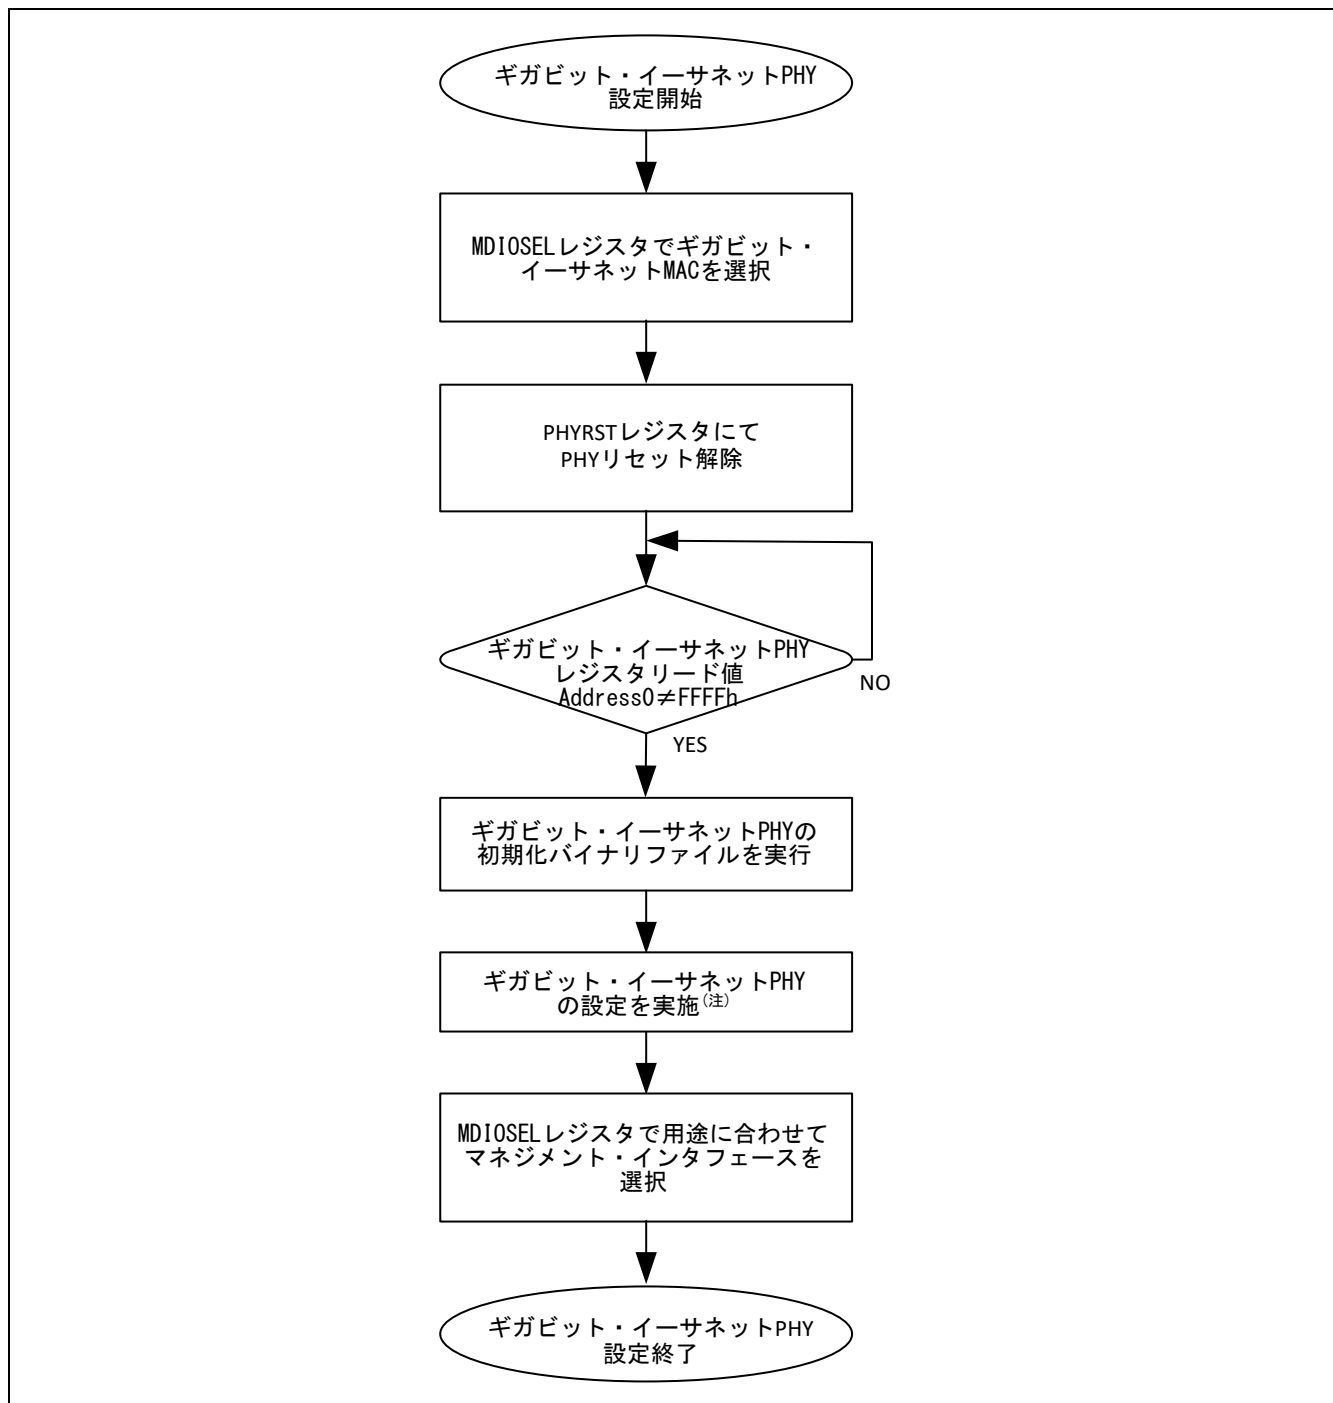 ギガビット・イーサネットPHY
設定開始
MDIOSELレジスタでギガビット・
イーサネットMACを選択
PHYRSTレジスタにて
PHYリセット解除
ギガビット・イーサネットPHY
レジスタリード値
Address0≠FFFFh
NO
YES
ギガビット・イーサネットPHYの
初期化バイナリファイルを実行
ギガビット・イーサネットPHY
の設定を実施(注)
MDIOSELレジスタで用途に合わせて
マネジメント・インタフェースを
選択
ギガビット・イーサネットPHY
設定終了